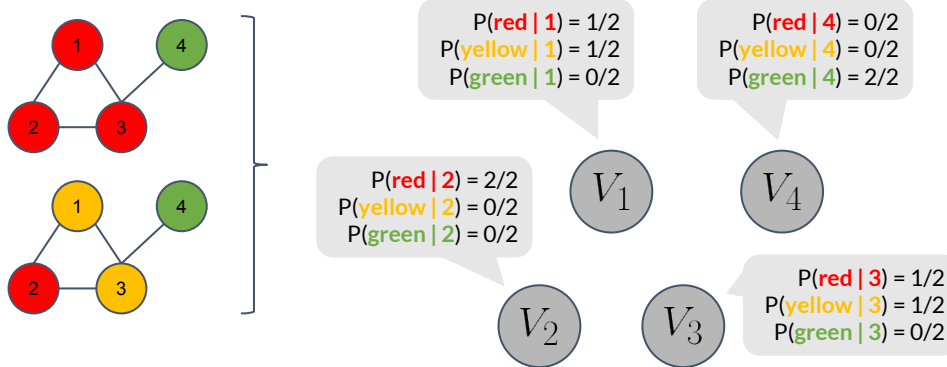 1
4
2
3
1
4
2
3
P(red | 1) = 1/2
P(yellow | 1) = 1/2
P(green | 1) = 0/2
P(red | 4) = 0/2
P(yellow | 4) = 0/2
P(green | 4) = 2/2
P(red | 2) = 2/2
P(yellow | 2) = 0/2
P(green | 2) = 0/2
V₁
V₄
P(red | 3) = 1/2
P(yellow | 3) = 1/2
P(green | 3) = 0/2
V₂
V₃